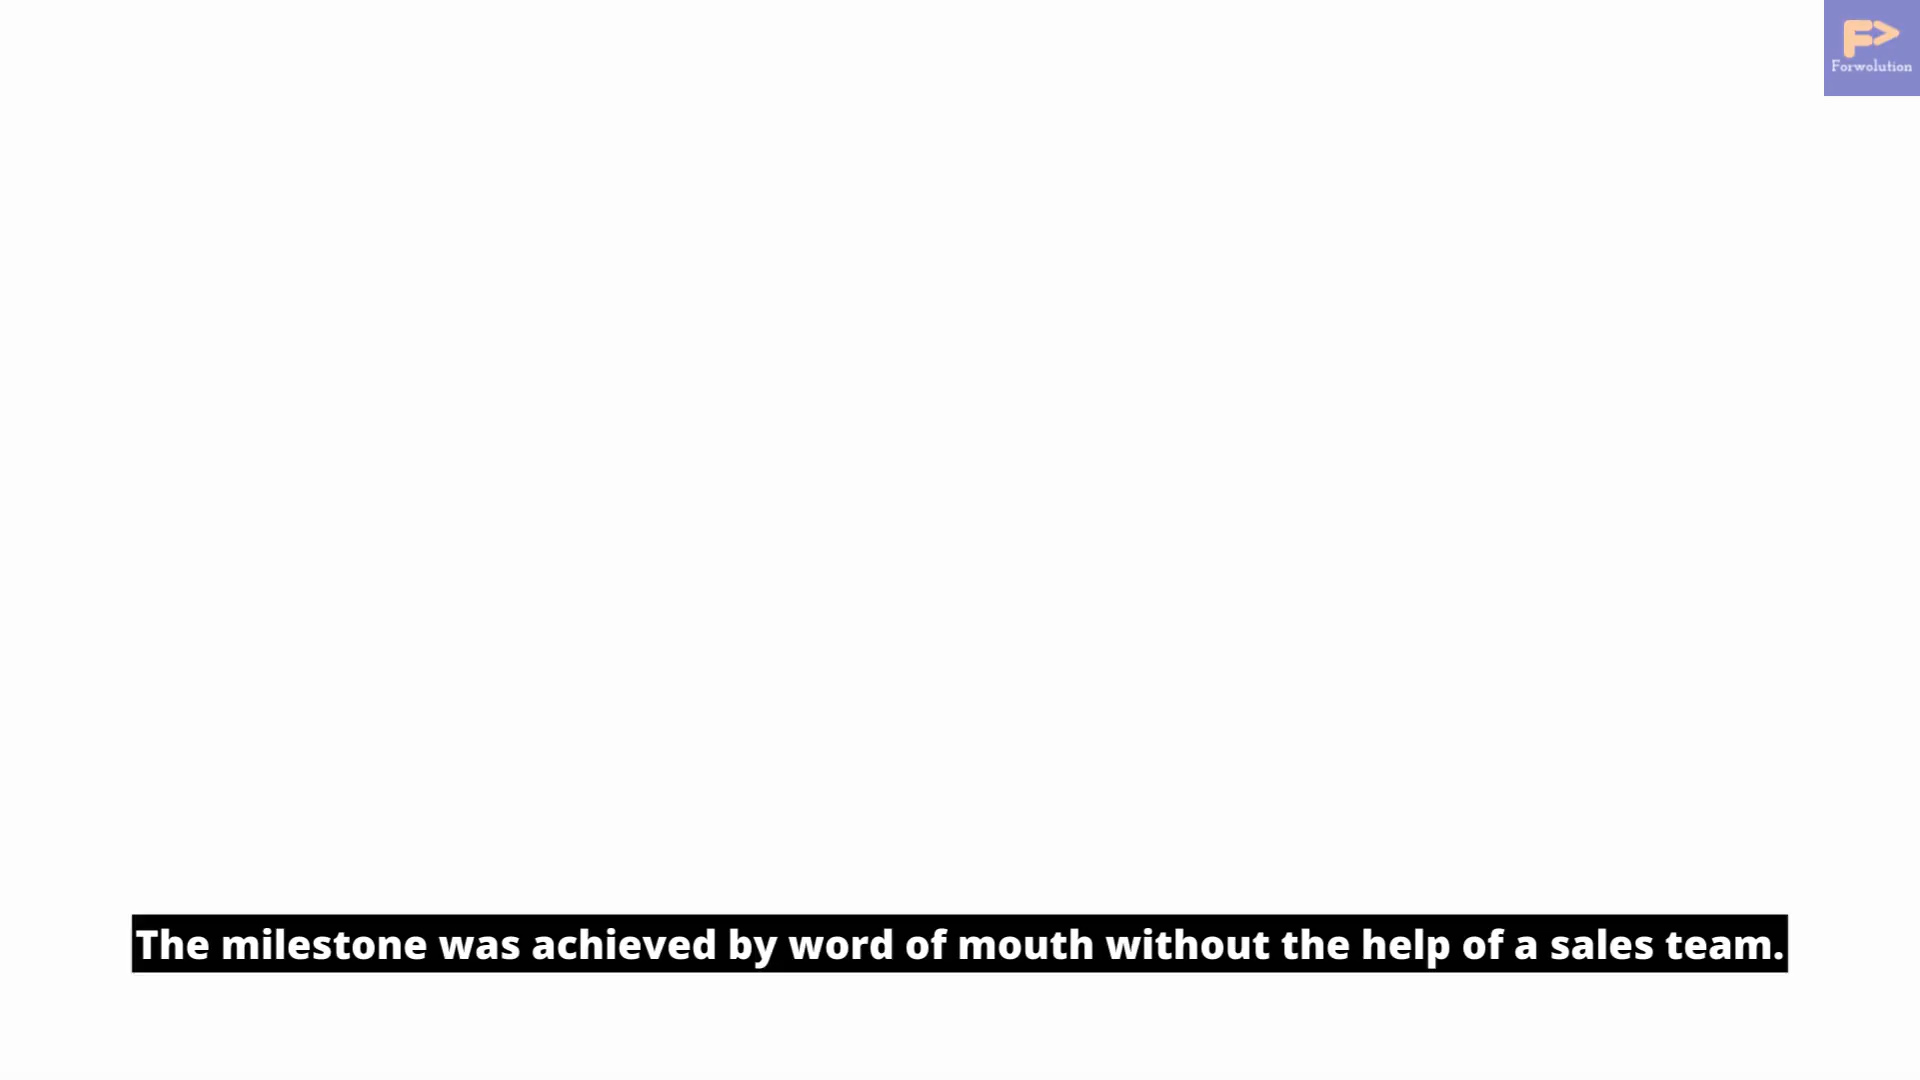 F>
Forwolution
The milestone was achieved by word of mouth without the help of a sales team.